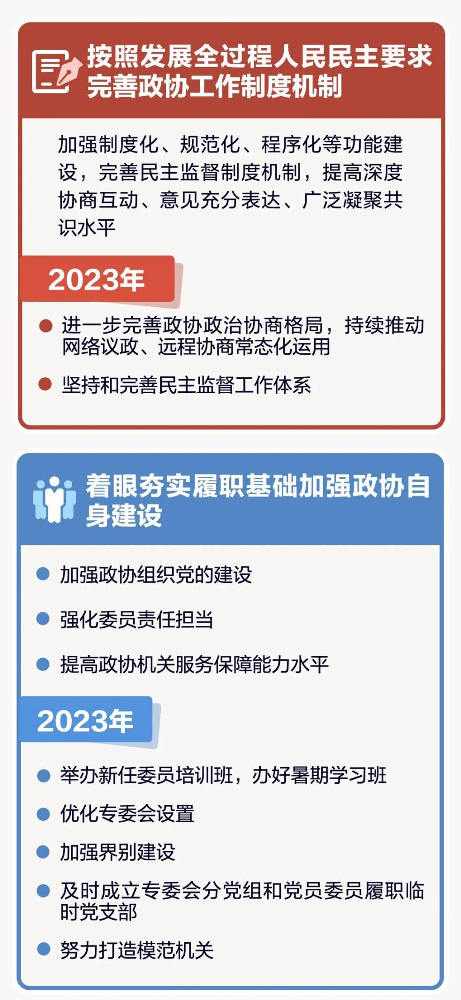 按照发展全过程人民民主要求
完善政协工作制度机制
加强制度化、规范化、程序化等功能建
设，完善民主监督制度机制，提高深度
协商互动、意见充分表达、广泛凝聚共
识水平
2023年
进一步完善政协政治协商格局，持续推动
网络议政、远程协商常态化运用
坚持和完善民主监督工作体系
着眼夯实履职基础加强政协自
身建设
加强政协组织党的建设
强化委员责任担当
提高政协机关服务保障能力水平
2023年
举办新任委员培训班，办好暑期学习班
优化专委会设置
加强界别建设
及时成立专委会分党组和党员委员履职临
时党支部
努力打造模范机关